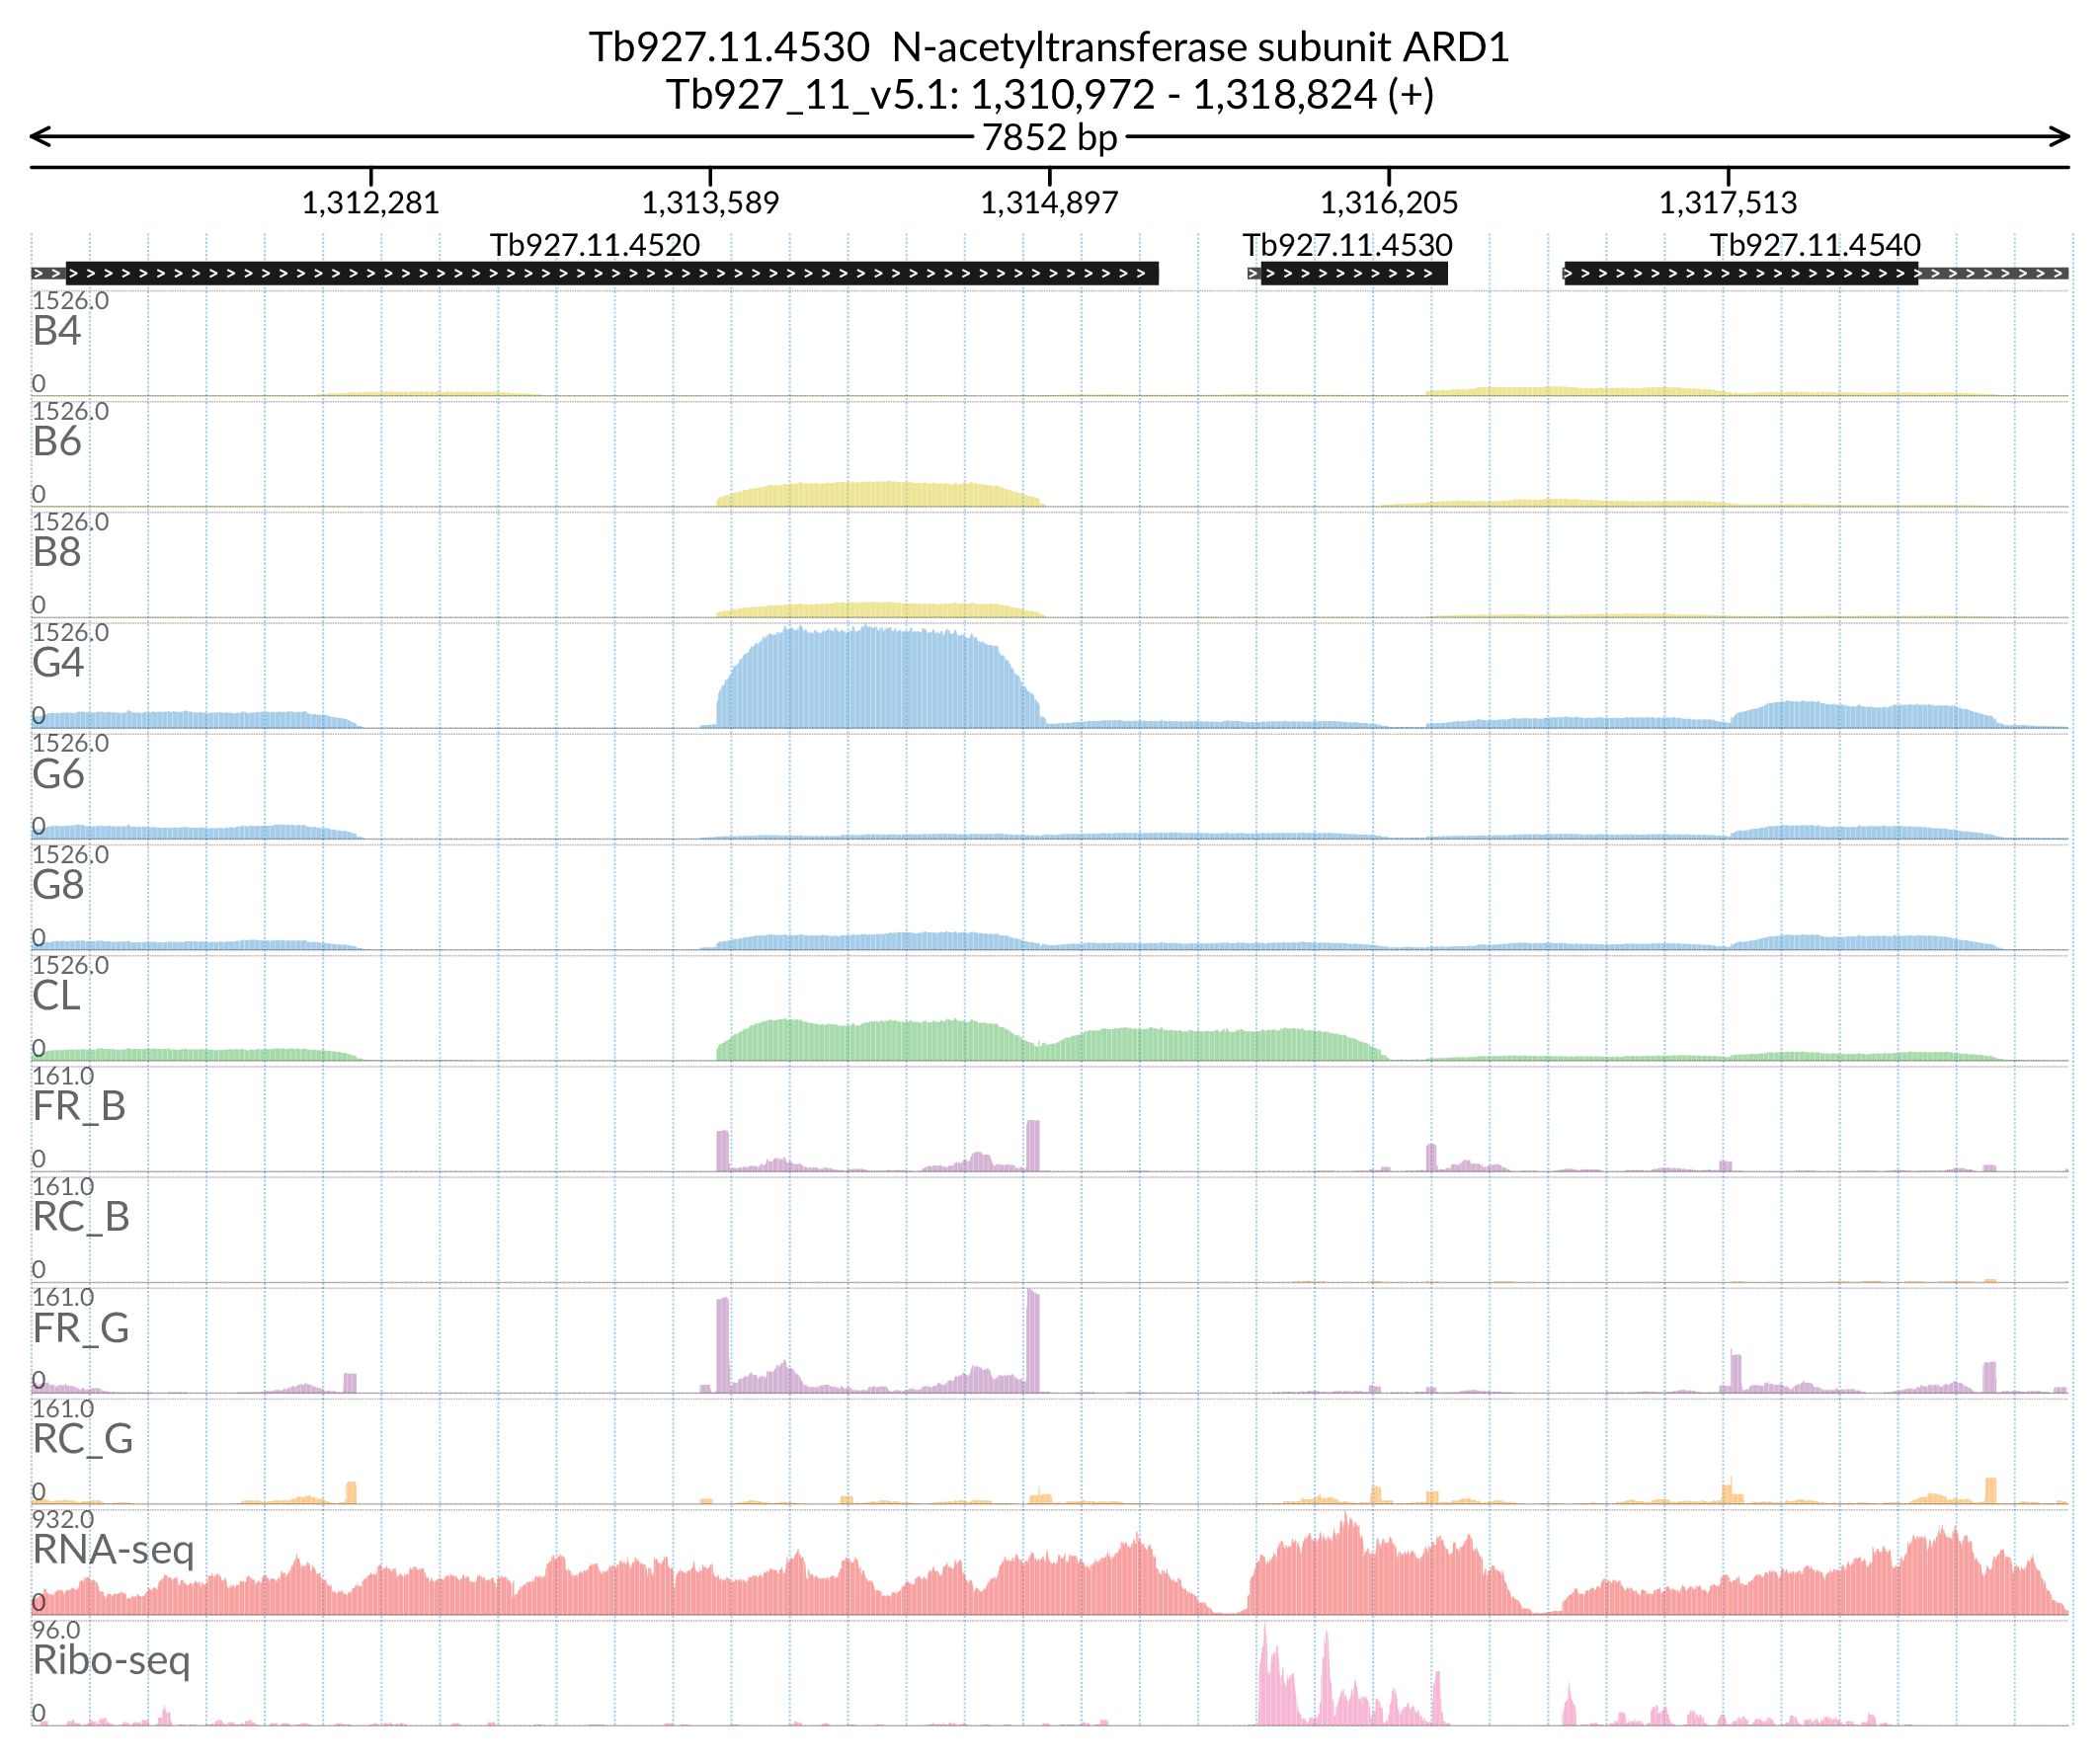 Tb927.11.4530 N-acetyltransferase subunit ARD1
Tb927_11_v5.1: 1,310,972 - 1,318,824 (+)
7852 bp
1,312,281 1,313,589 1,314,897 1,316,205 1,317,513
Tb927.11.4520 Tb927.11.4530 Tb927.11.4540
1526.0
B4
0
1526.0
B6
0
1526.0
B8
0
1526.0
G4
0
1526.0
G6
0
1526.0
G8
0
1526.0
CL
0
161.0
FR_B
0
161.0
RC_B
0
161.0
FR_G
0
161.0
RC_G
0
932.0
RNA-seq
0
96.0
Ribo-seq
0